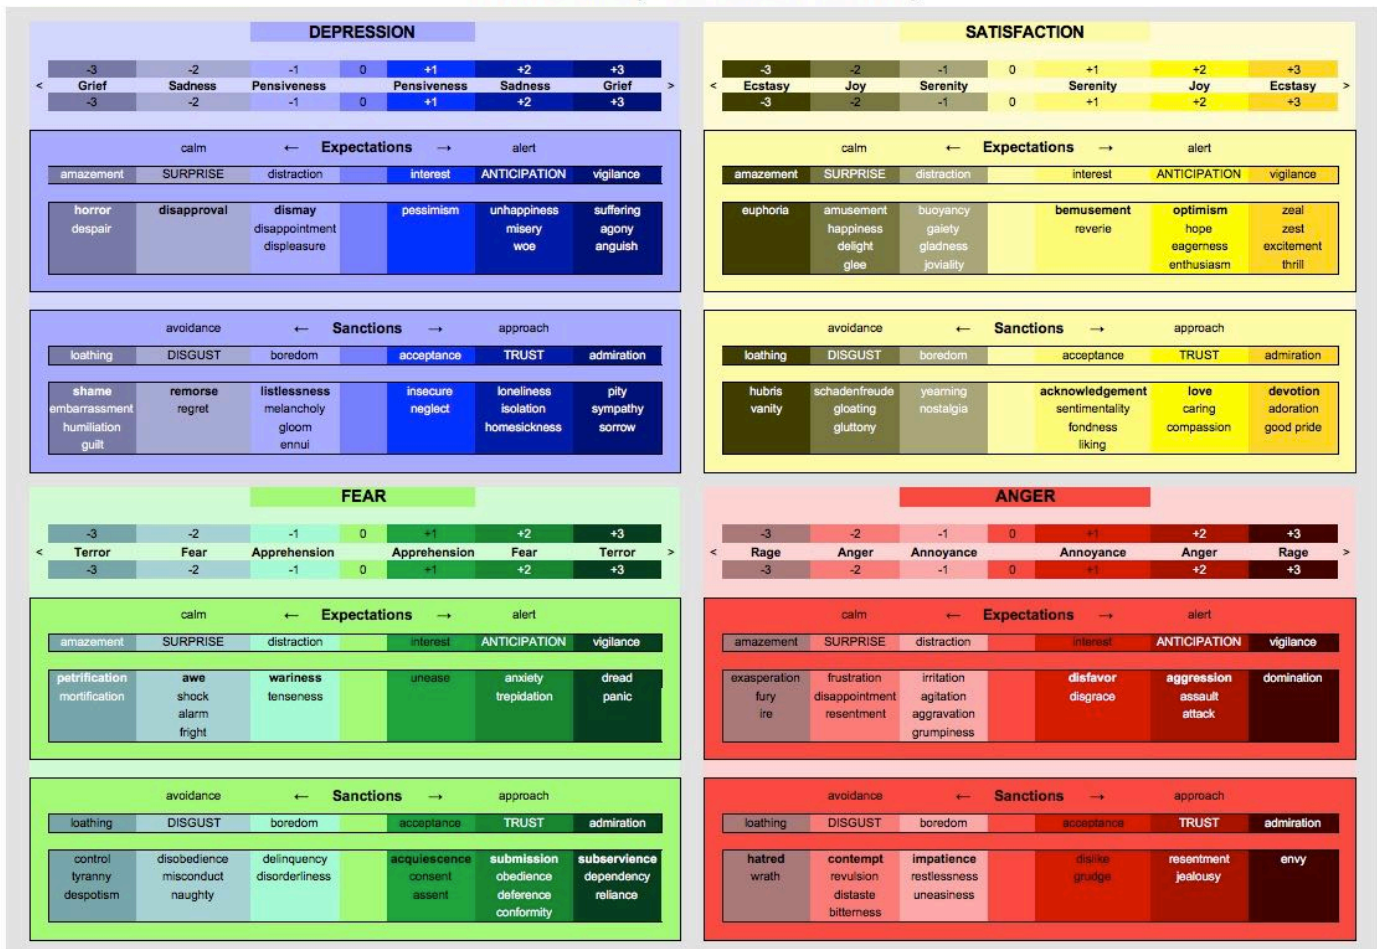 DEPRESSION
-3 -2 -1 0 +1 +2 +3
< Grief Sadness Pensiveness Pensiveness Sadness Grief >
-3 -2 -1 0 +1 +2 +3
calm ← Expectations → alert
amazement SURPRISE distraction interest ANTICIPATION vigilance
horror disapproval dismay pessimism unhappiness suffering
despair disappointment misery agony
displeasure woe anguish
avoidance ← Sanctions → approach
loathing DISGUST boredom acceptance TRUST admiration
shame remorse listlessness insecure loneliness pity
embarrassment regret melancholy neglect isolation sympathy
humiliation gloom homesickness sorrow
guilt ennui
SATISFACTION
-3 -2 -1 0 +1 +2 +3
< Ecstasy Joy Serenity Serenity Joy Ecstasy >
-3 -2 -1 0 +1 +2 +3
calm ← Expectations → alert
amazement SURPRISE distraction interest ANTICIPATION vigilance
euphoria amusement buoyancy bemusement optimism zeal
happiness gaiety reverie hope zest
delight gladness eagerness excitement
glee joviality enthusiasm thrill
avoidance ← Sanctions → approach
loathing DISGUST boredom acceptance TRUST admiration
hubris schadenfreude yearning acknowledgement love devotion
vanity gloating nostalgia sentimentality caring adoration
gluttony fondness compassion good pride
liking
FEAR
-3 -2 -1 0 +1 +2 +3
< Terror Fear Apprehension Apprehension Fear Terror >
-3 -2 -1 0 +1 +2 +3
calm ← Expectations → alert
amazement SURPRISE distraction interest ANTICIPATION vigilance
petrification awe wariness unease anxiety dread
mortification shock tenseness trepidation panic
alarm
fright
avoidance ← Sanctions → approach
loathing DISGUST boredom acceptance TRUST admiration
control disobedience delinquency acquiescence submission subservience
tyranny misconduct disorderliness consent obedience dependency
despotism naughty assent deference reliance
conformity
ANGER
-3 -2 -1 0 +1 +2 +3
< Rage Anger Annoyance Annoyance Anger Rage >
-3 -2 -1 0 +1 +2 +3
calm ← Expectations → alert
amazement SURPRISE distraction interest ANTICIPATION vigilance
exasperation frustration irritation disfavor aggression domination
fury disappointment agitation disgrace assault
ire resentment aggravation attack
grumpiness
avoidance ← Sanctions → approach
loathing DISGUST boredom acceptance TRUST admiration
hatred contempt impatience dislike resentment envy
wrath revulsion restlessness grudge jealousy
distaste uneasiness
bitterness